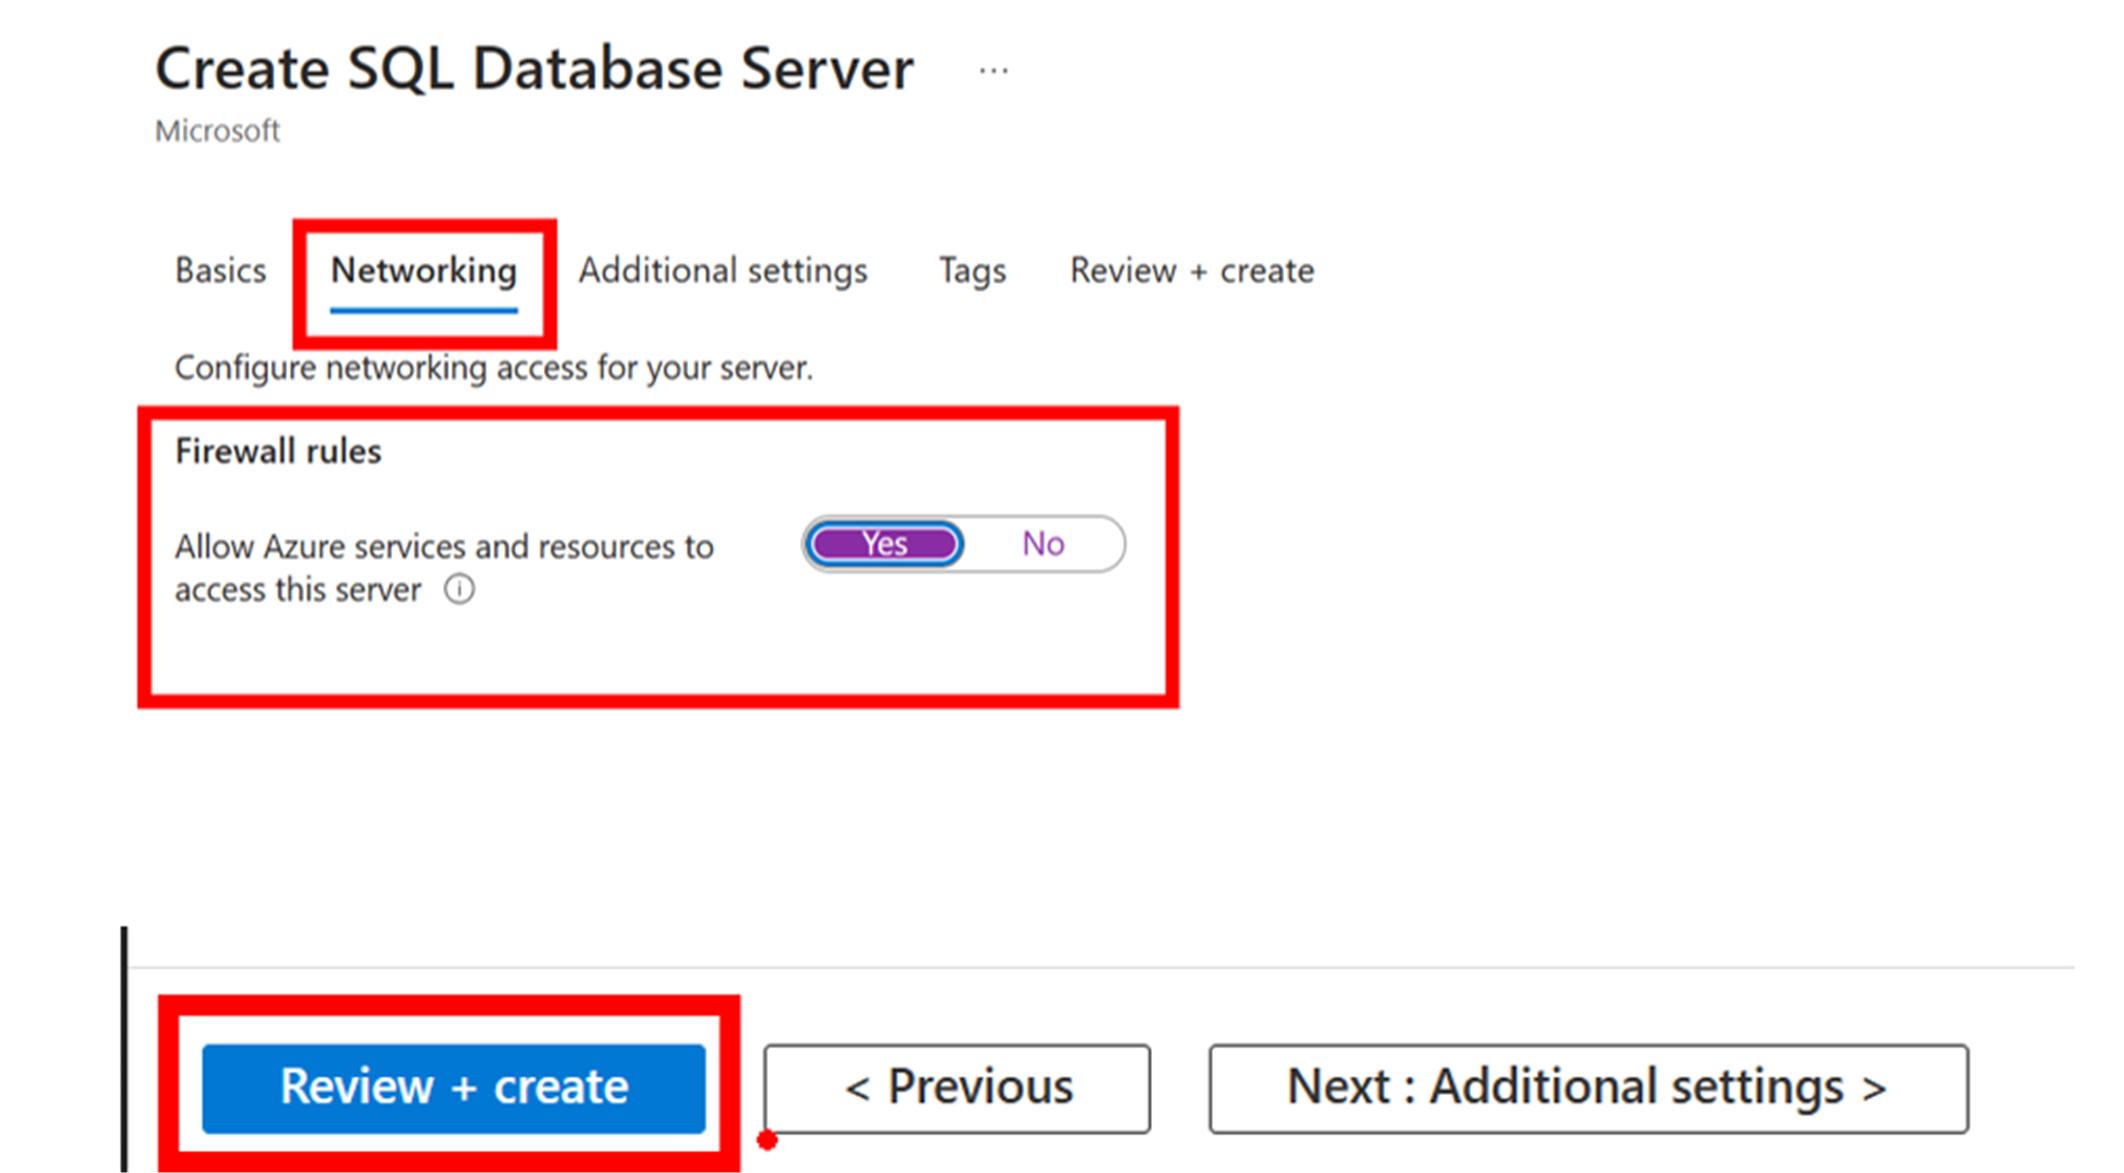 Create SQL Database Server ...
Microsoft
Basics Networking Additional settings Tags Review + create
Configure networking access for your server.
Firewall rules
Allow Azure services and resources to
access this server
Yes No
Review + create < Previous Next : Additional settings >